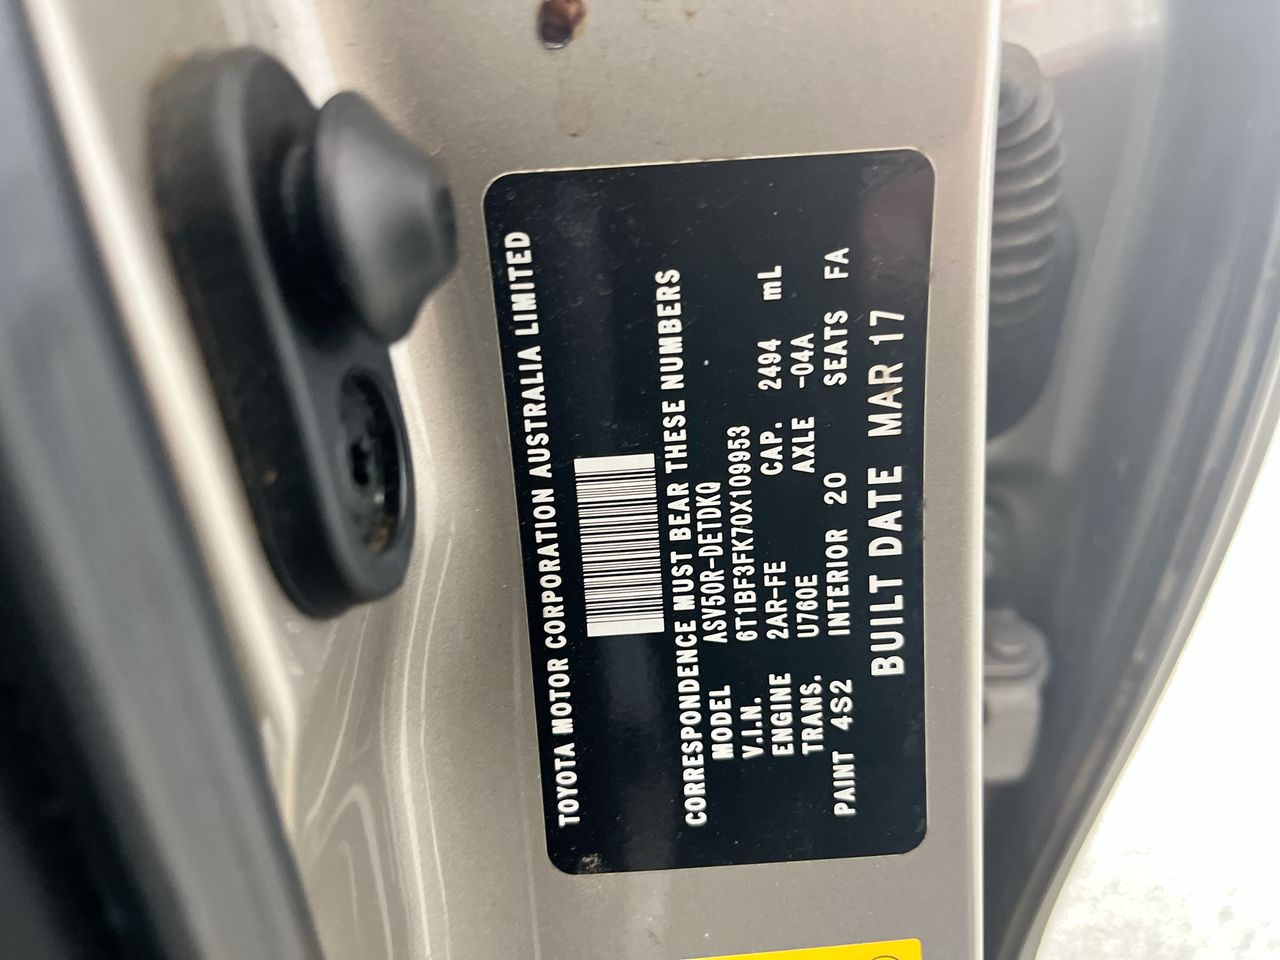 TOYOTA MOTOR CORPORATION AUSTRALIA LIMITED
CORRESPONDENCE MUST BEAR THESE NUMBERS
MODEL ASV50R-DETDKQ
V.I.N. 6T1BF3FK70X109953
ENGINE 2AR-FE CAP. 2494 mL
TRANS. U760E AXLE -04A
PAINT 4S2 INTERIOR 20 SEATS FA
BUILT DATE MAR 17